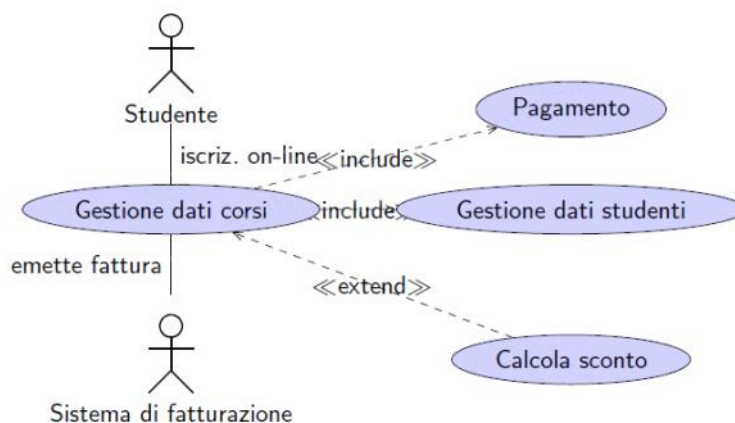 Studente
Pagamento
iscriz. on-line
≪include≫
Gestione dati corsi
≪include≫
Gestione dati studenti
emette fattura
≪extend≫
Calcola sconto
Sistema di fatturazione